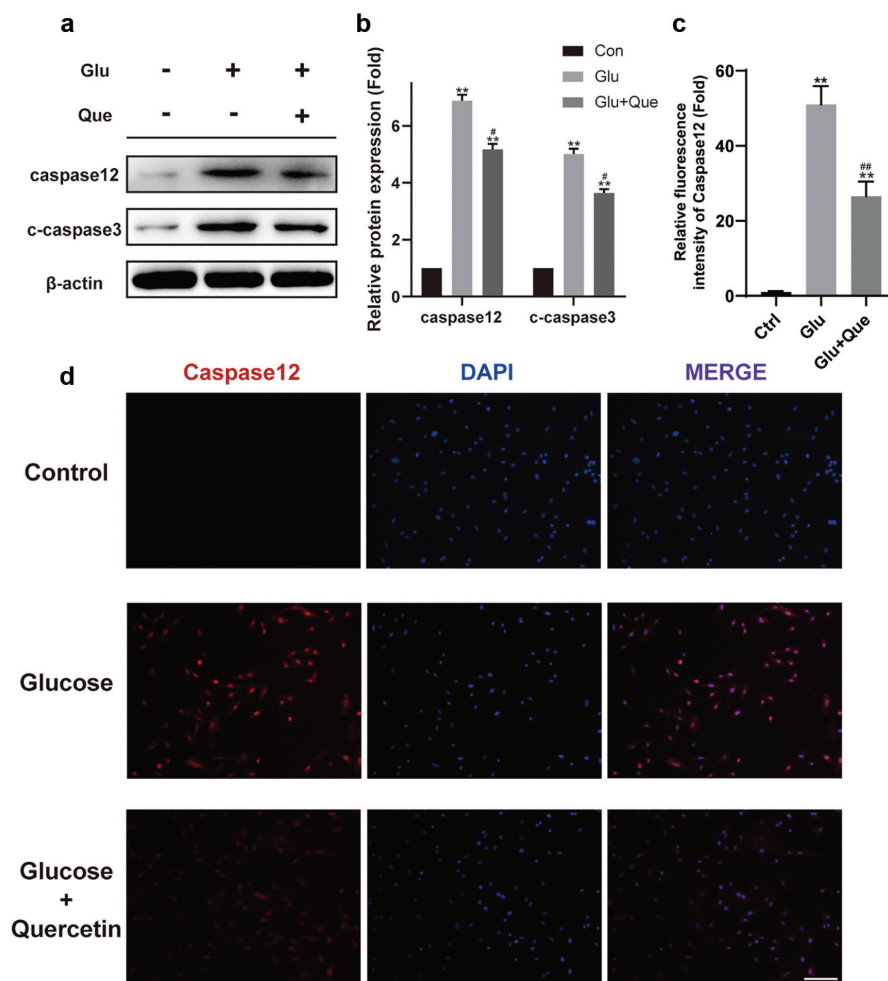 a
Glu - + +
Que - - +
caspase12
c-caspase3
β-actin
b
Relative protein expression (Fold)
6
4
2
0
Con
Glu
Glu+Que
**
#
**
**
#
**
caspase12 c-caspase3
c
Relative fluorescence
intensity of Caspase12 (Fold)
60
40
20
0
**
##
**
Ctrl
Glu
Glu+Que
d
Caspase12 DAPI MERGE
Control
Glucose
Glucose
+
Quercetin